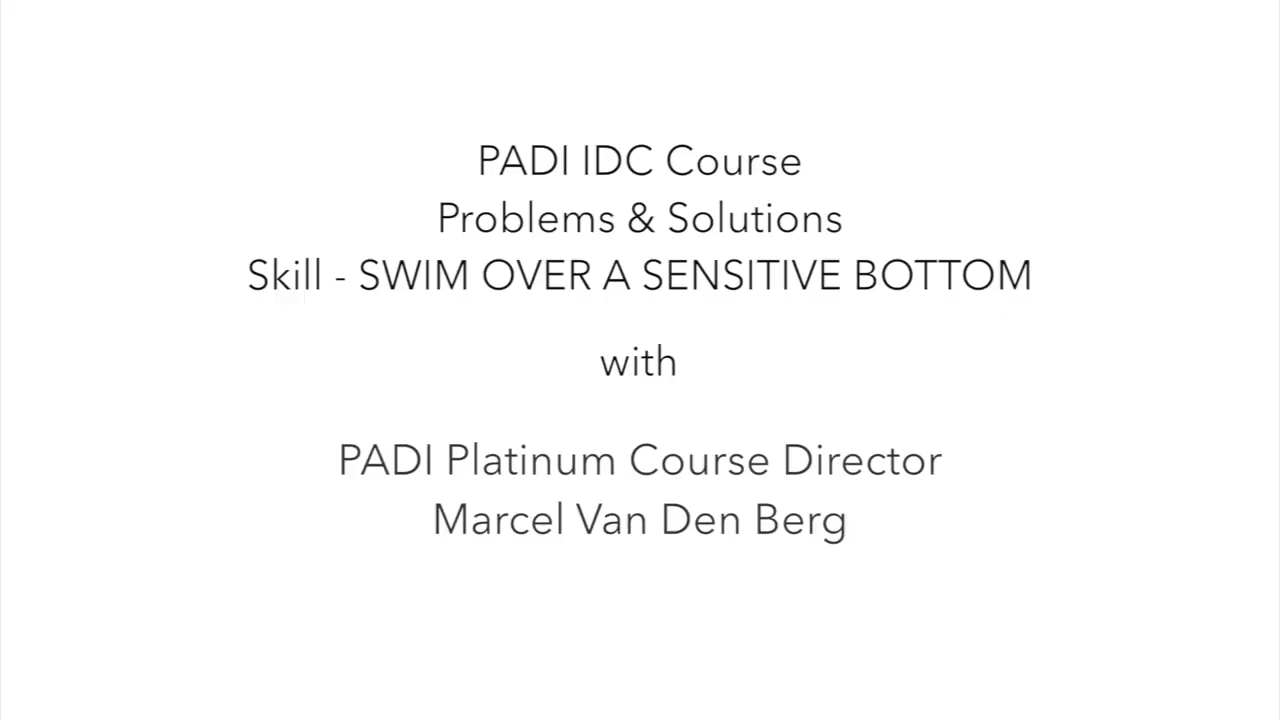 PADI IDC Course
Problems & Solutions
Skill - SWIM OVER A SENSITIVE BOTTOM
with
PADI Platinum Course Director
Marcel Van Den Berg